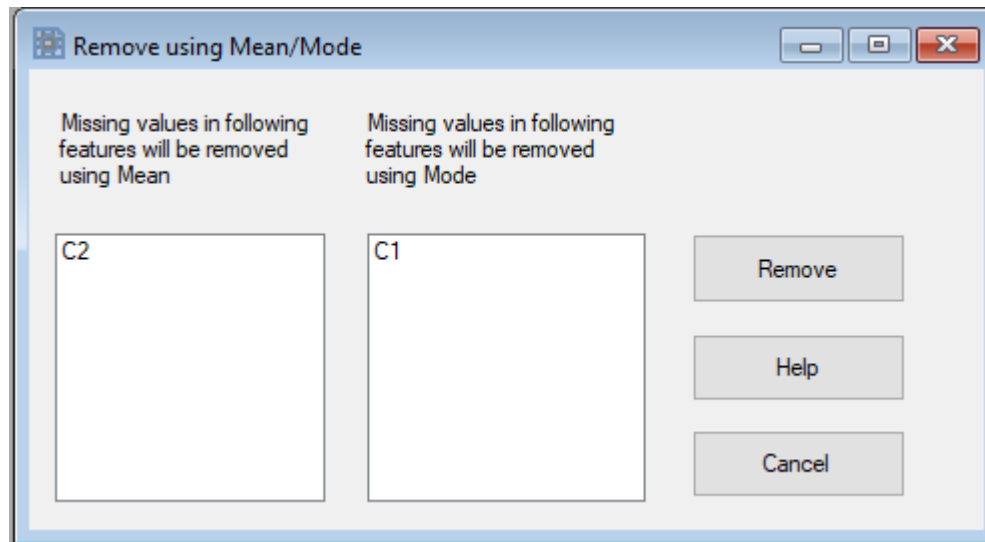 Remove using Mean/Mode
Missing values in following
features will be removed
using Mean
Missing values in following
features will be removed
using Mode
C2
C1
Remove
Help
Cancel